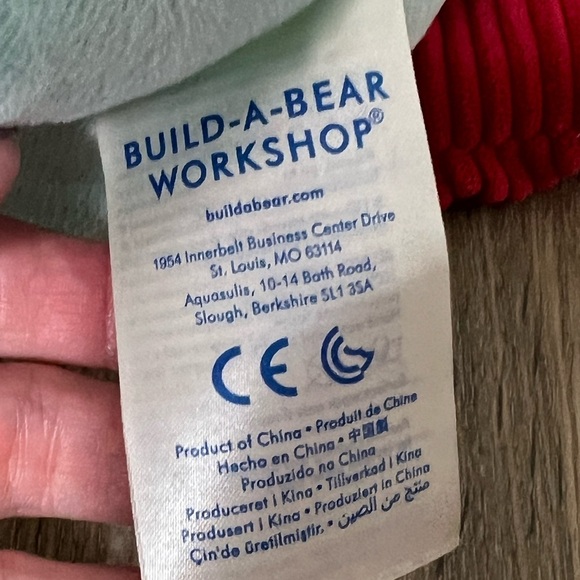 BUILD-A-BEAR
WORKSHOP®
buildabear.com
1954 Innerbelt Business Center Drive
St. Louis, MO 63114
Aquasulis, 10-14 Bath Road,
Slough, Berkshire SL1 3SA
CE
Product of China • Produit de Chine
Hecho en China • 中国製
Produzido na China
Produceret i Kina • Tillverkad i Kina
Produsert i Kina • Produziert in China
Çin'de üretilmiştir. • منتج من الصين